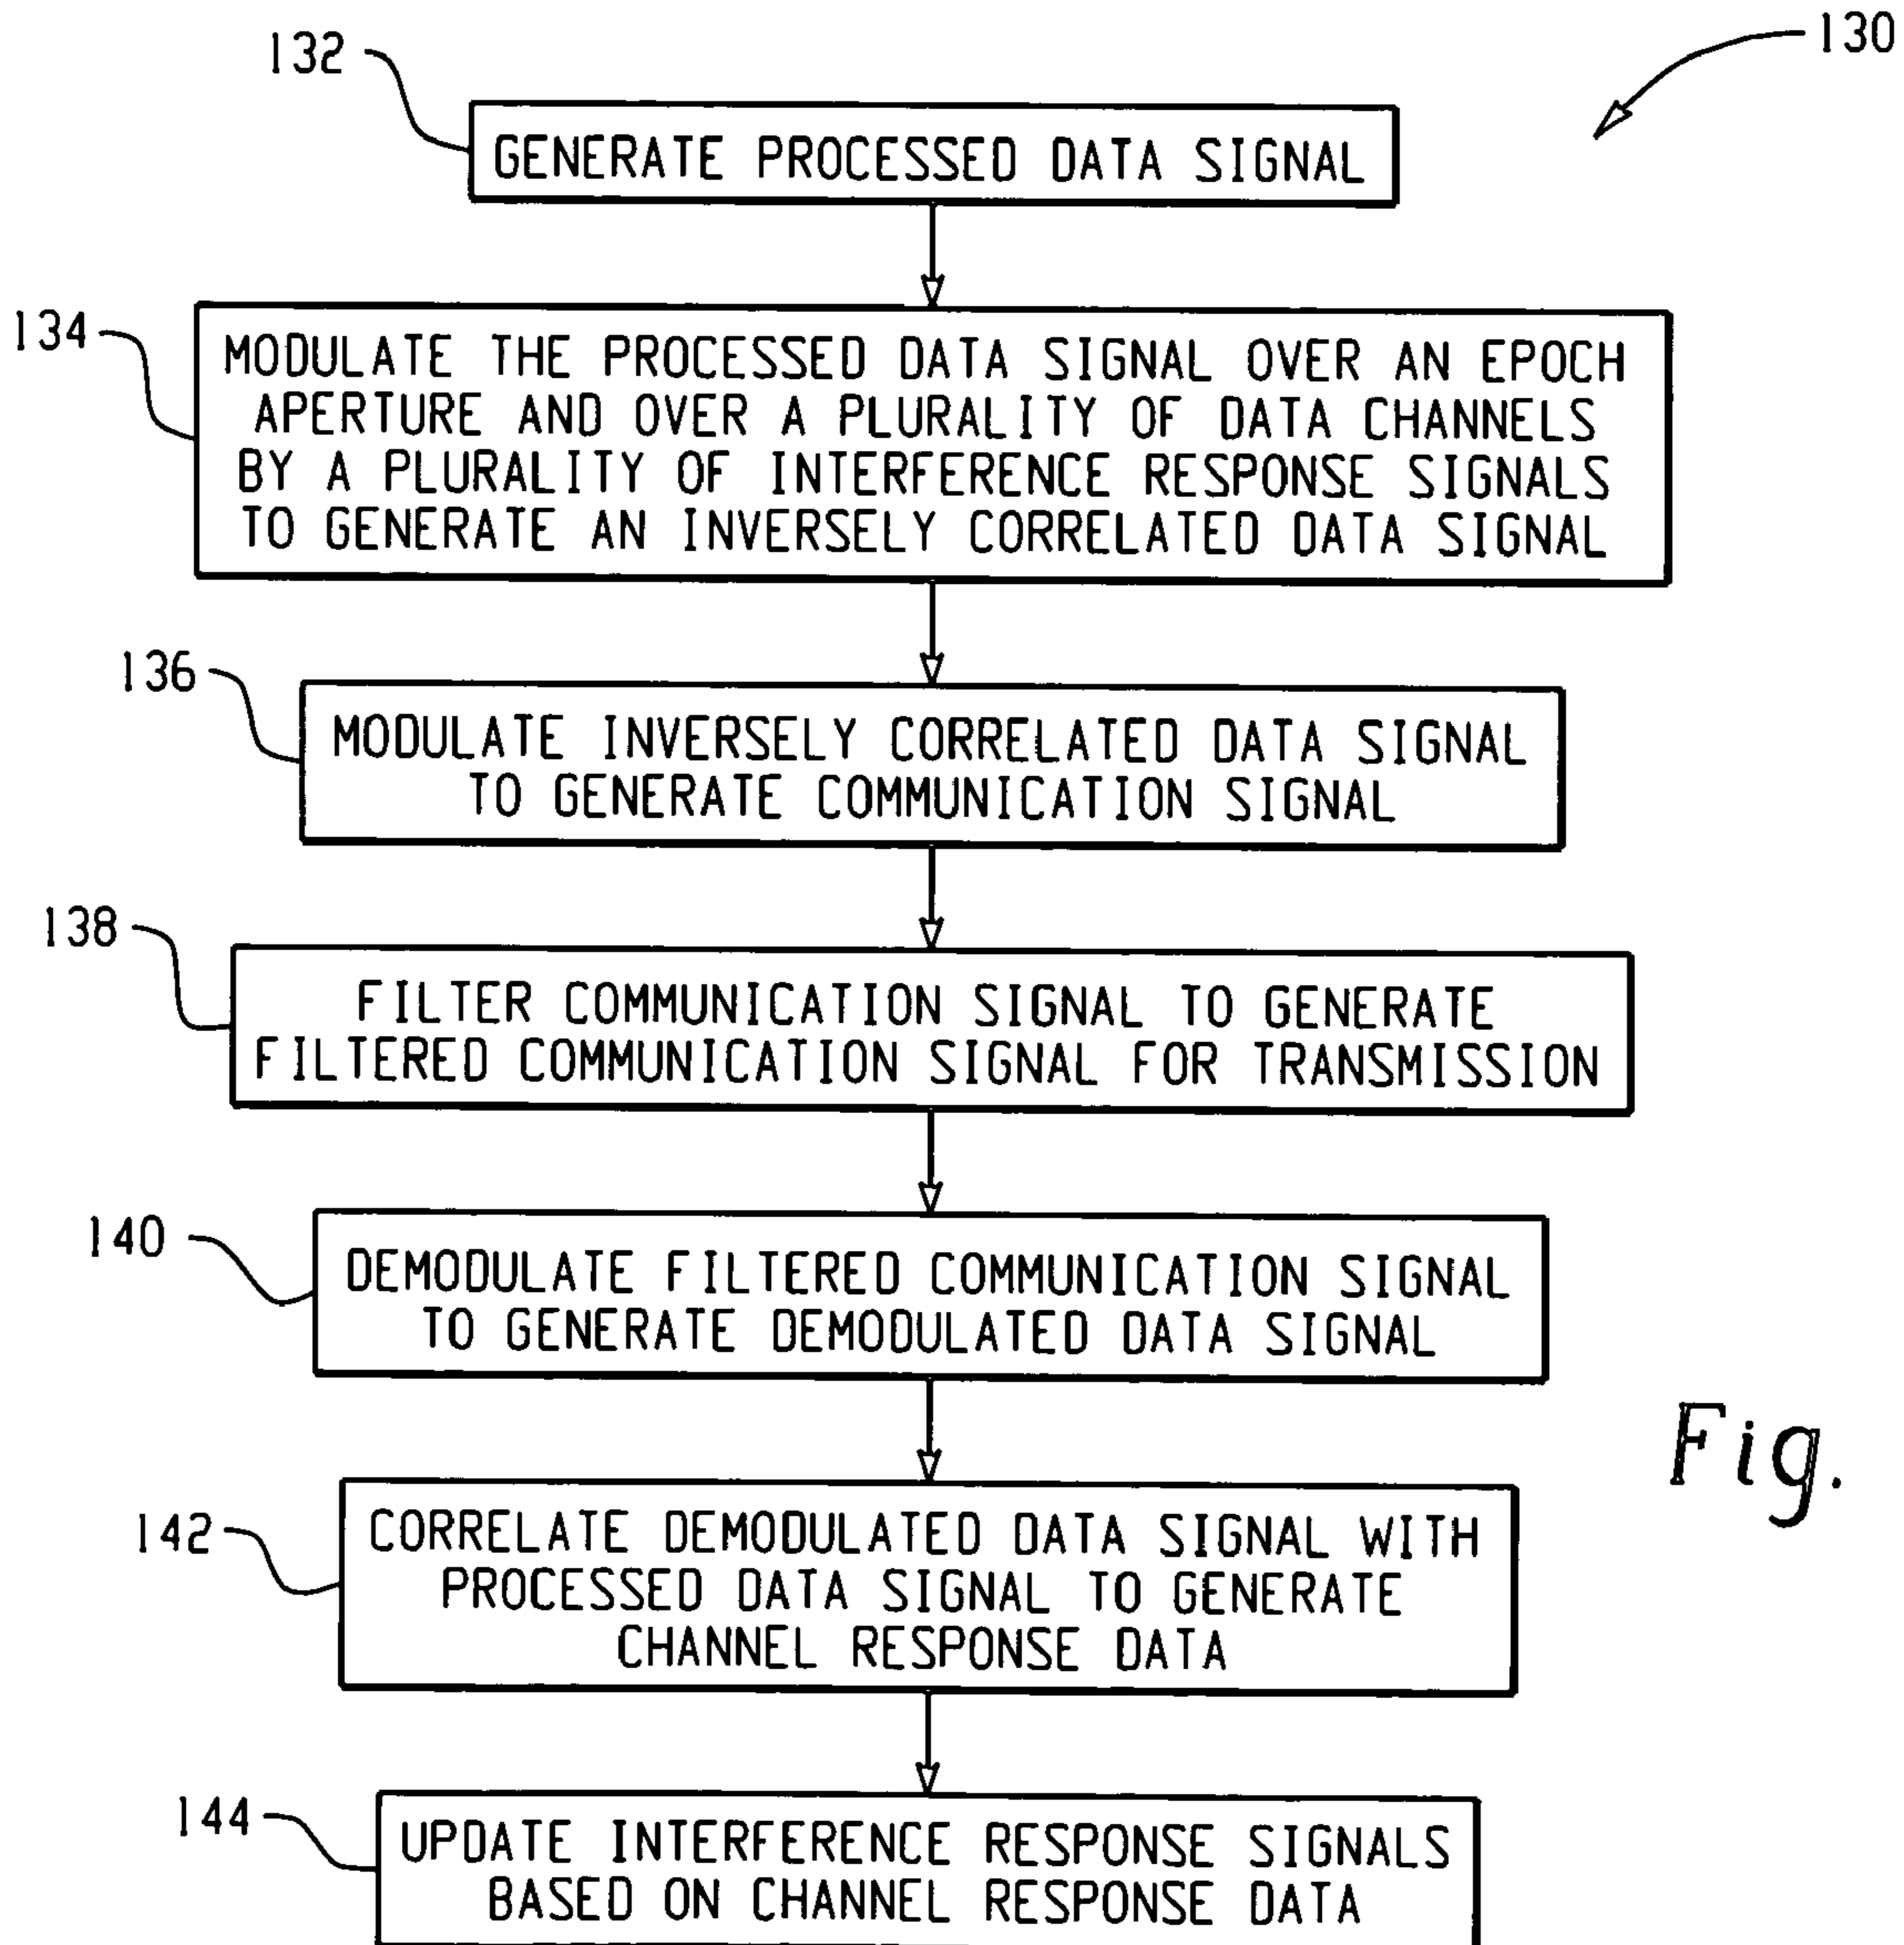 130
132
GENERATE PROCESSED DATA SIGNAL
134
MODULATE THE PROCESSED DATA SIGNAL OVER AN EPOCH
APERTURE AND OVER A PLURALITY OF DATA CHANNELS
BY A PLURALITY OF INTERFERENCE RESPONSE SIGNALS
TO GENERATE AN INVERSELY CORRELATED DATA SIGNAL
136
MODULATE INVERSELY CORRELATED DATA SIGNAL
TO GENERATE COMMUNICATION SIGNAL
138
FILTER COMMUNICATION SIGNAL TO GENERATE
FILTERED COMMUNICATION SIGNAL FOR TRANSMISSION
140
DEMODULATE FILTERED COMMUNICATION SIGNAL
TO GENERATE DEMODULATED DATA SIGNAL
Fig.
142
CORRELATE DEMODULATED DATA SIGNAL WITH
PROCESSED DATA SIGNAL TO GENERATE
CHANNEL RESPONSE DATA
144
UPDATE INTERFERENCE RESPONSE SIGNALS
BASED ON CHANNEL RESPONSE DATA